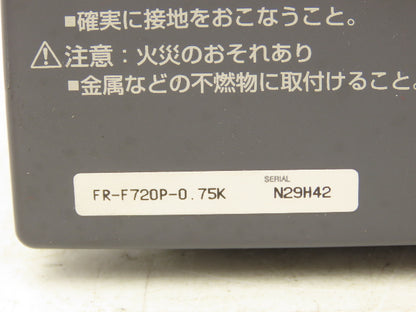 ■確実に接地をおこなうこと。
⚠注意：火災のおそれあり
■金属などの不燃物に取付けること。
SERIAL
FR-F720P-0.75K N29H42